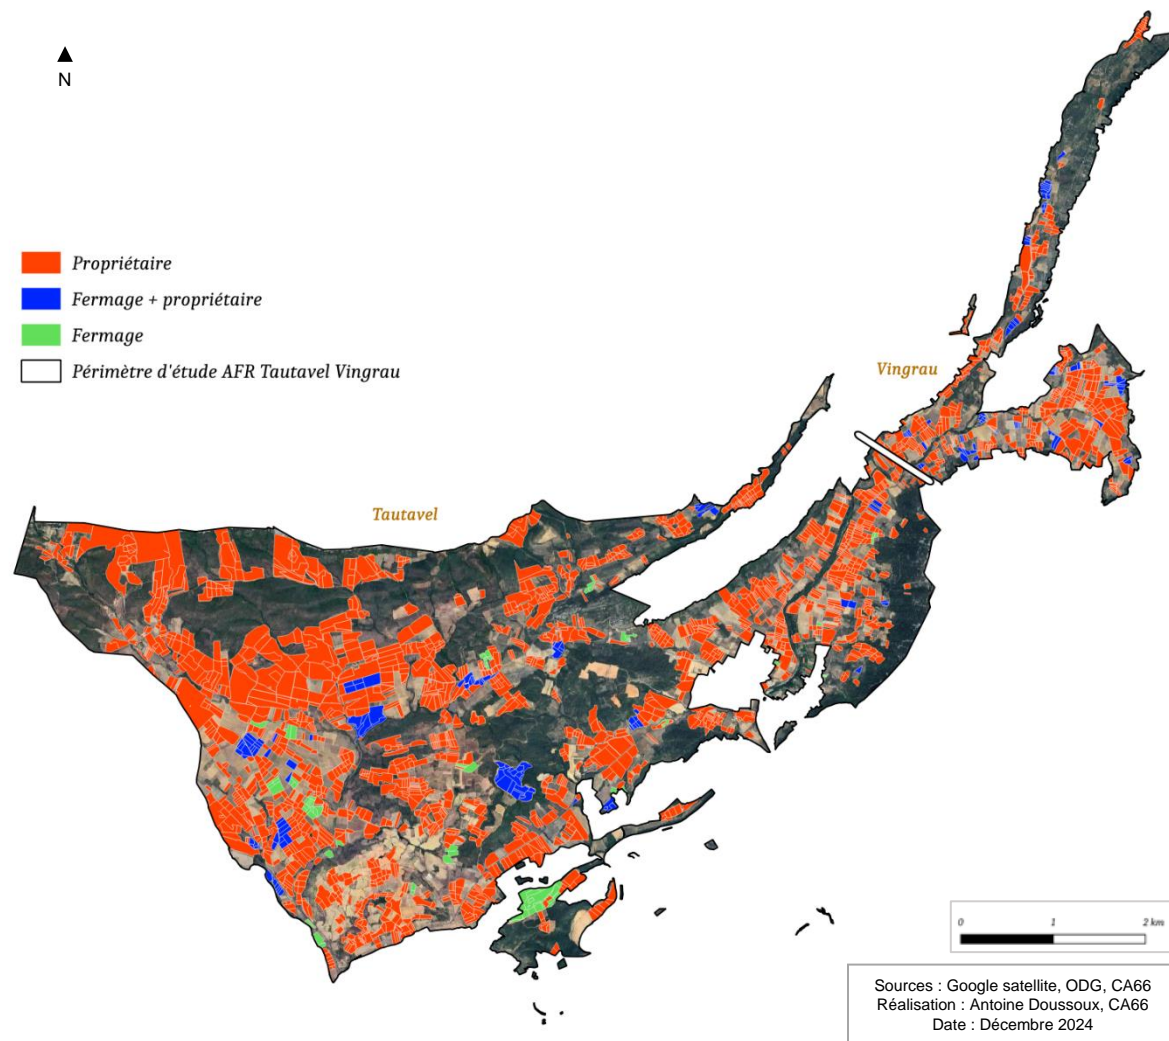 N
Propriétaire
Fermage + propriétaire
Fermage
Périmètre d'étude AFR Tautavel Vingrau
Vingrau
Tautavel
0 1 2 km
Sources : Google satellite, ODG, CA66
Réalisation : Antoine Doussoux, CA66
Date : Décembre 2024